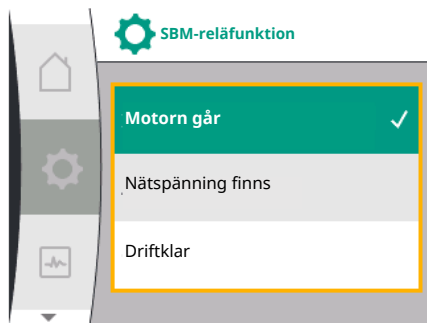 SBM-reläfunktion
Motorn går
Nätspänning finns
Driftklar